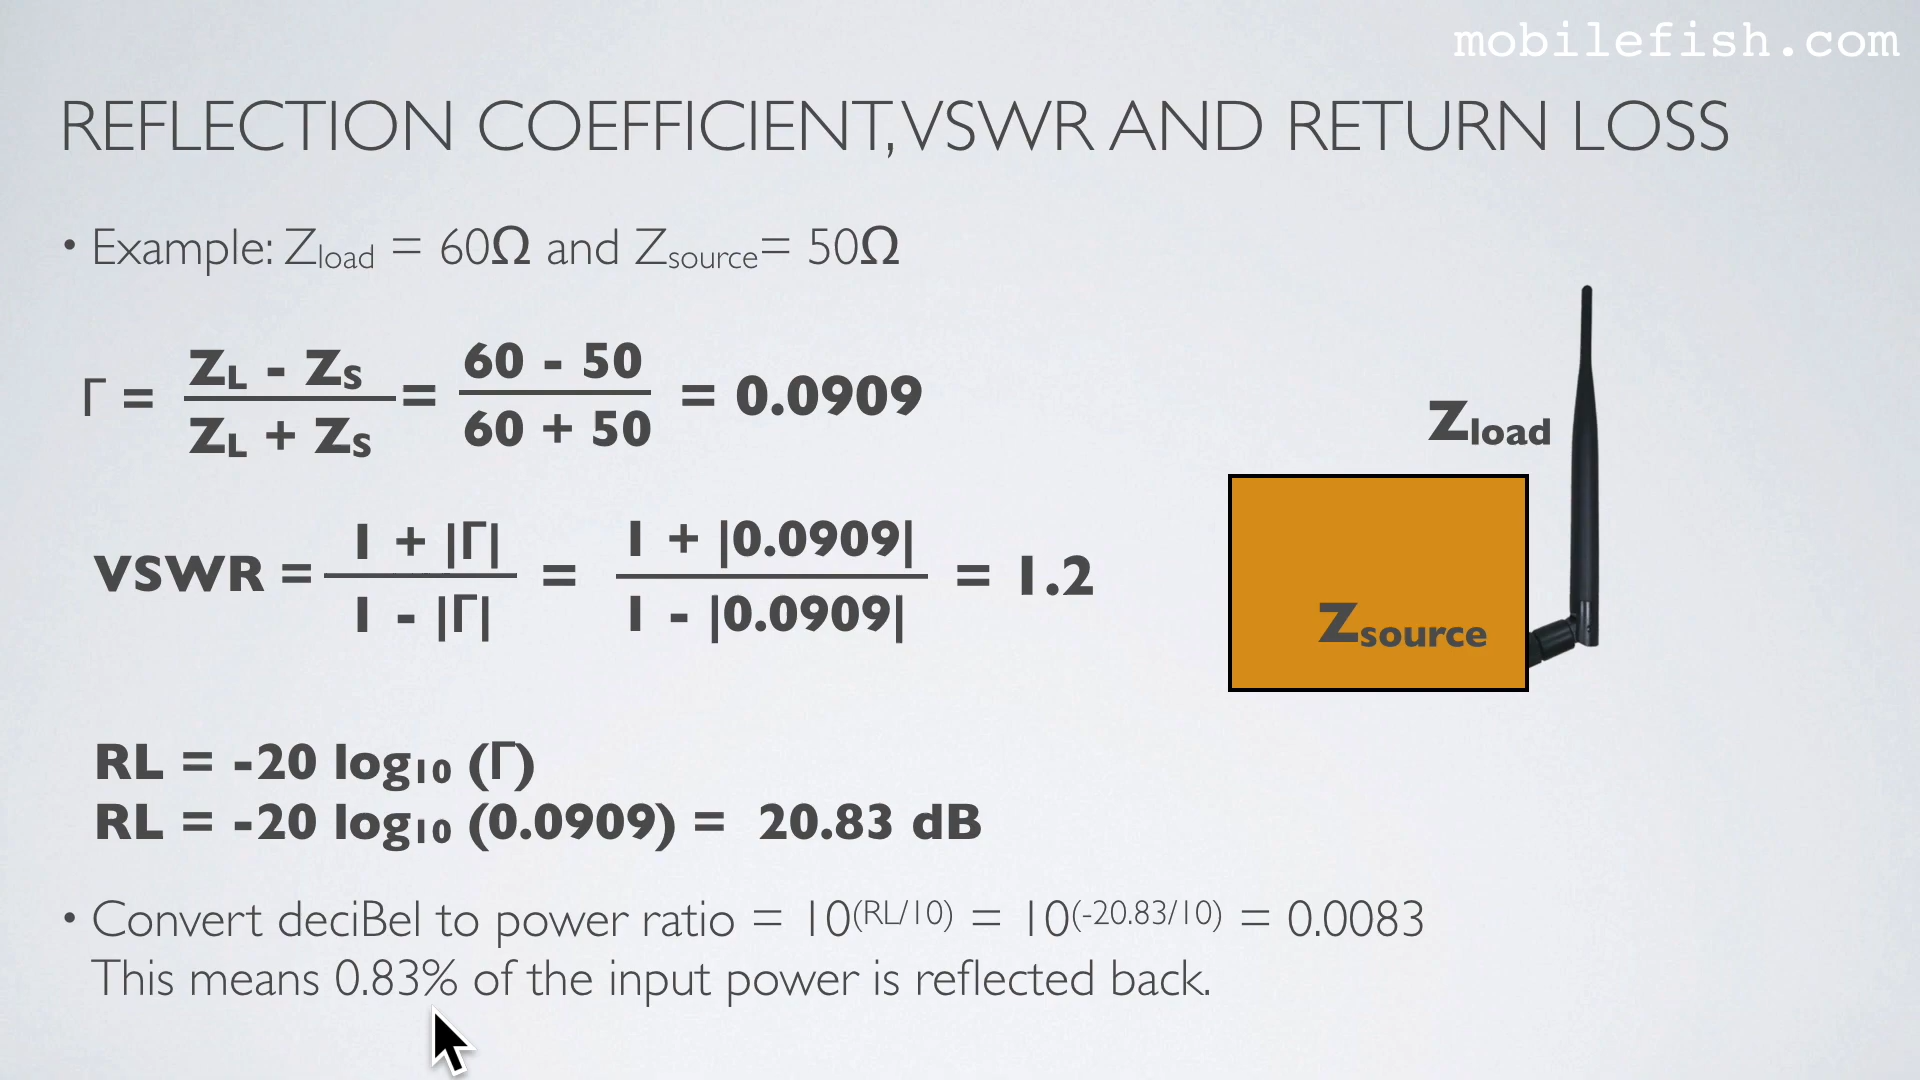 mobilefish.com
REFLECTION COEFFICIENT, VSWR AND RETURN LOSS
• Example: Zload = 60Ω and Zsource= 50Ω
Γ = ZL - ZS / ZL + ZS = 60 - 50 / 60 + 50 = 0.0909
VSWR = 1 + |Γ| / 1 - |Γ| = 1 + |0.0909| / 1 - |0.0909| = 1.2
Zload
Zsource
RL = -20 log10 (Γ)
RL = -20 log10 (0.0909) = 20.83 dB
• Convert deciBel to power ratio = 10(RL/10) = 10(-20.83/10) = 0.0083
This means 0.83% of the input power is reflected back.